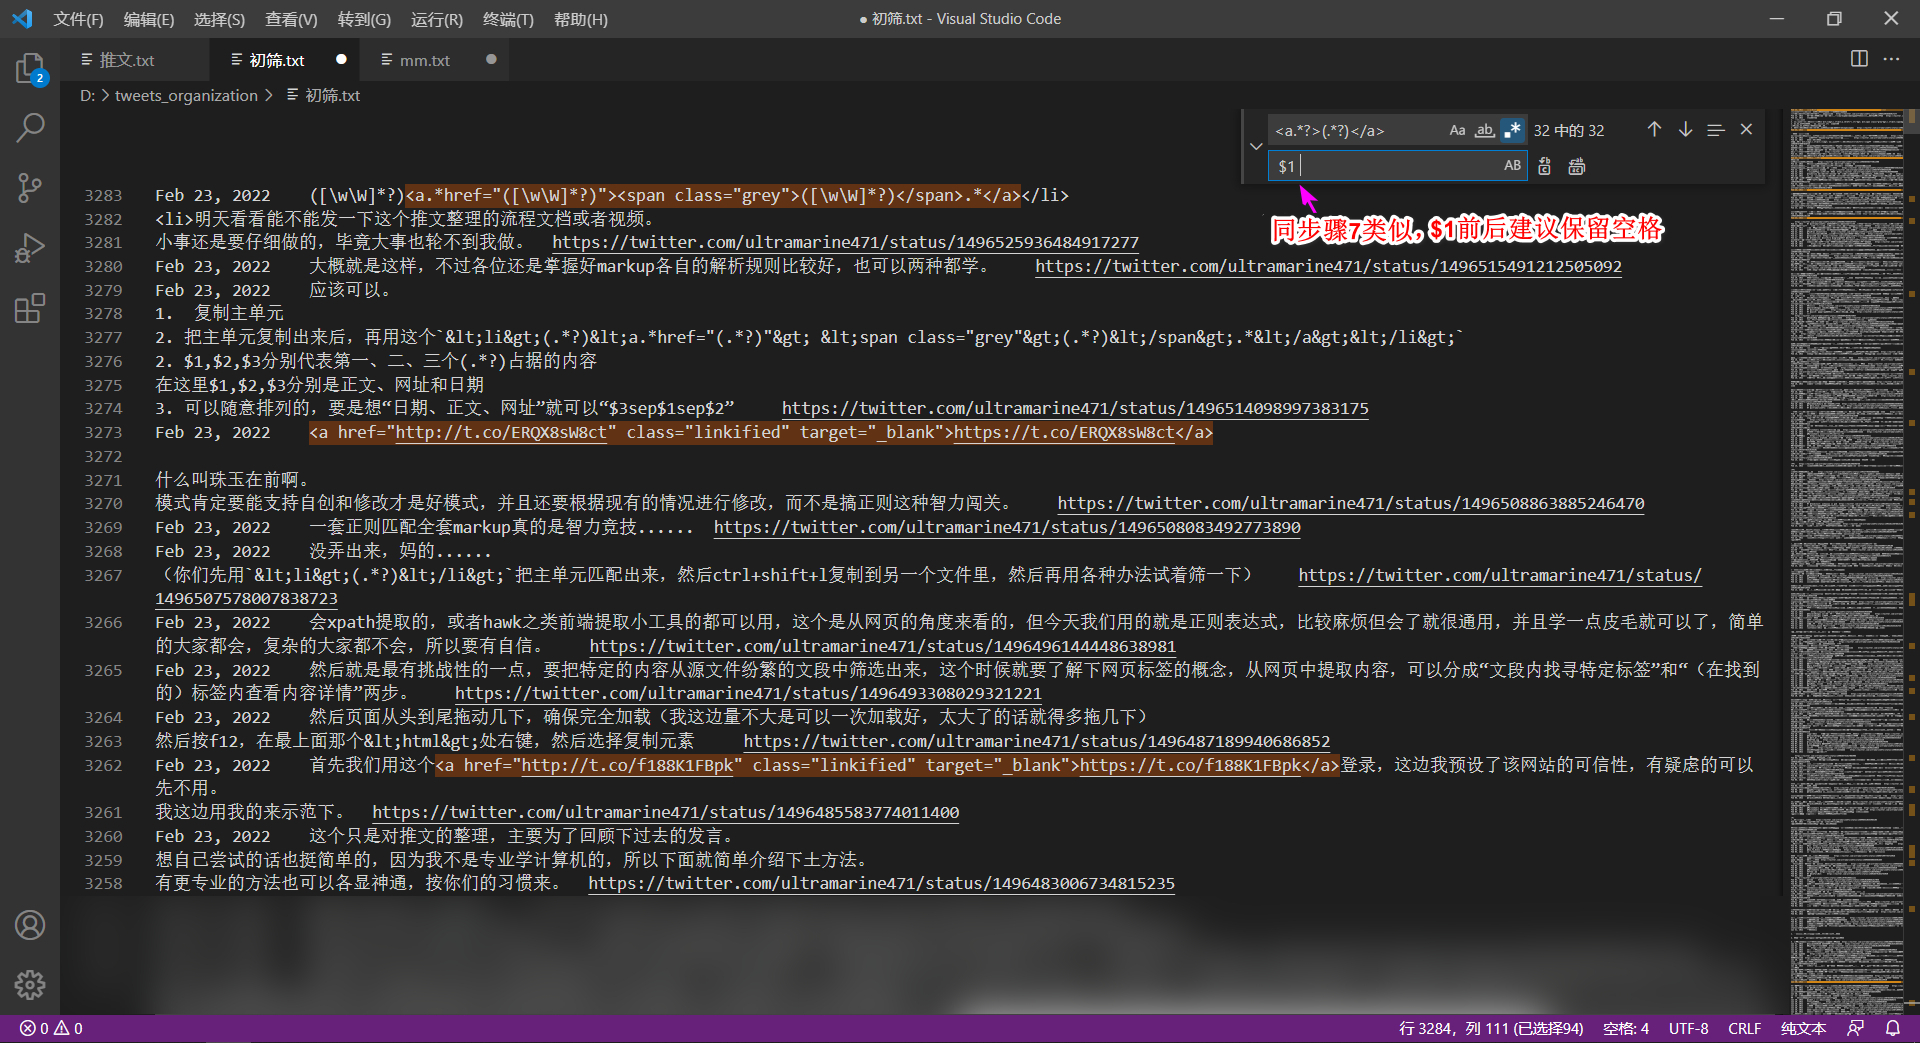 文件(F) 编辑(E) 选择(S) 查看(V) 转到(G) 运行(R) 终端(T) 帮助(H)
● 初筛.txt - Visual Studio Code
推文.txt
初筛.txt
mm.txt
2
D: > tweets_organization > 初筛.txt
<a.*?>(.*?)</a>
Aa ab .* 32 中的 32
$1
AB
同步骤7类似，$1前后建议保留空格
3283 Feb 23, 2022 ([\w\W]*?)<a.*href="([\w\W]*?)"><span class="grey">([\w\W]*?)</span>.*</a></li>
3282 <li>明天看看能不能发一下这个推文整理的流程文档或者视频。
3281 小事还是要仔细做的，毕竟大事也轮不到我做。 https://twitter.com/ultramarine471/status/1496525936484917277
3280 Feb 23, 2022 大概就是这样，不过各位还是掌握好markup各自的解析规则比较好，也可以两种都学。 https://twitter.com/ultramarine471/status/1496515491212505092
3279 Feb 23, 2022 应该可以。
3278 1. 复制主单元
3277 2. 把主单元复制出来后，再用这个`&lt;li&gt;(.*?)&lt;a.*href="(.*?)"&gt; &lt;span class="grey"&gt;(.*?)&lt;/span&gt;.*&lt;/a&gt;&lt;/li&gt;`
3276 2. $1,$2,$3分别代表第一、二、三个(.*?)占据的内容
3275 在这里$1,$2,$3分别是正文、网址和日期
3274 3. 可以随意排列的，要是想“日期、正文、网址”就可以“$3sep$1sep$2” https://twitter.com/ultramarine471/status/1496514098997383175
3273 Feb 23, 2022 <a href="http://t.co/ERQX8sW8ct" class="linkified" target="_blank">https://t.co/ERQX8sW8ct</a>
3272
3271 什么叫珠玉在前啊。
3270 模式肯定要能支持自创和修改才是好模式，并且还要根据现有的情况进行修改，而不是搞正则这种智力闯关。 https://twitter.com/ultramarine471/status/1496508863885246470
3269 Feb 23, 2022 一套正则匹配全套markup真的是智力竞技...... https://twitter.com/ultramarine471/status/1496508083492773890
3268 Feb 23, 2022 没弄出来，妈的......
3267 （你们先用`&lt;li&gt;(.*?)&lt;/li&gt;`把主单元匹配出来，然后ctrl+shift+l复制到另一个文件里，然后再用各种办法试着筛一下） https://twitter.com/ultramarine471/status/
1496507578007838723
3266 Feb 23, 2022 会xpath提取的，或者hawk之类前端提取小工具的都可以用，这个是从网页的角度来看的，但今天我们用的就是正则表达式，比较麻烦但会了就很通用，并且学一点皮毛就可以了，简单
的大家都会，复杂的大家都不会，所以要有自信。 https://twitter.com/ultramarine471/status/1496496144448638981
3265 Feb 23, 2022 然后就是最有挑战性的一点，要把特定的内容从源文件纷繁的文段中筛选出来，这个时候就要了解下网页标签的概念，从网页中提取内容，可以分成“文段内找寻特定标签”和“（在找到
的）标签内查看内容详情”两步。 https://twitter.com/ultramarine471/status/1496493308029321221
3264 Feb 23, 2022 然后页面从头到尾拖动几下，确保完全加载（我这边量不大是可以一次加载好，太大了的话就得多拖几下）
3263 然后按f12，在最上面那个&lt;html&gt;处右键，然后选择复制元素 https://twitter.com/ultramarine471/status/1496487189940686852
3262 Feb 23, 2022 首先我们用这个<a href="http://t.co/f188K1FBpk" class="linkified" target="_blank">https://t.co/f188K1FBpk</a>登录，这边我预设了该网站的可信性，有疑虑的可以
先不用。
3261 我这边用我的来示范下。 https://twitter.com/ultramarine471/status/1496485583774011400
3260 Feb 23, 2022 这个只是对推文的整理，主要为了回顾下过去的发言。
3259 想自己尝试的话也挺简单的，因为我不是专业学计算机的，所以下面就简单介绍下土方法。
3258 有更专业的方法也可以各显神通，按你们的习惯来。 https://twitter.com/ultramarine471/status/1496483006734815235
0 0
行 3284，列 111 (已选择94) 空格: 4 UTF-8 CRLF 纯文本